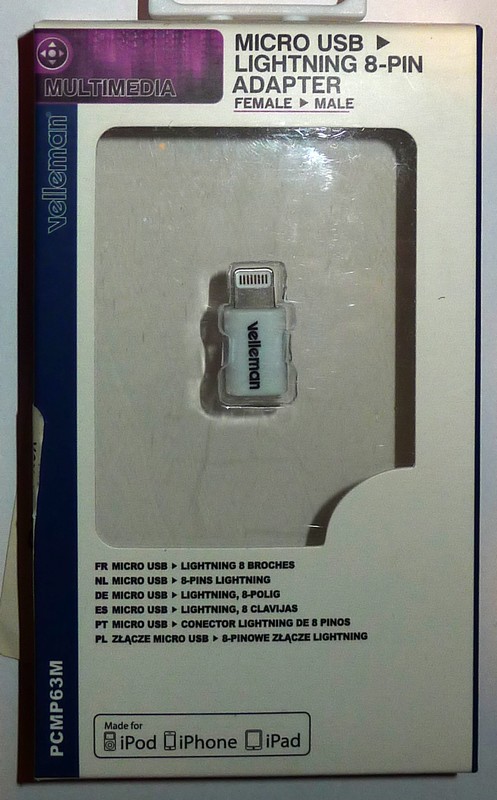 MULTIMEDIA
MICRO USB ▶
LIGHTNING 8-PIN
ADAPTER
FEMALE ▶ MALE
velleman®
velleman
FR MICRO USB ▶ LIGHTNING 8 BROCHES
NL MICRO USB ▶ 8-PINS LIGHTNING
DE MICRO USB ▶ LIGHTNING, 8-POLIG
ES MICRO USB ▶ LIGHTNING, 8 CLAVIJAS
PT MICRO USB ▶ CONECTOR LIGHTNING DE 8 PINOS
PL ZŁĄCZE MICRO USB ▶ 8-PINOWE ZŁĄCZE LIGHTNING
PCMP63M
Made for
iPod iPhone iPad